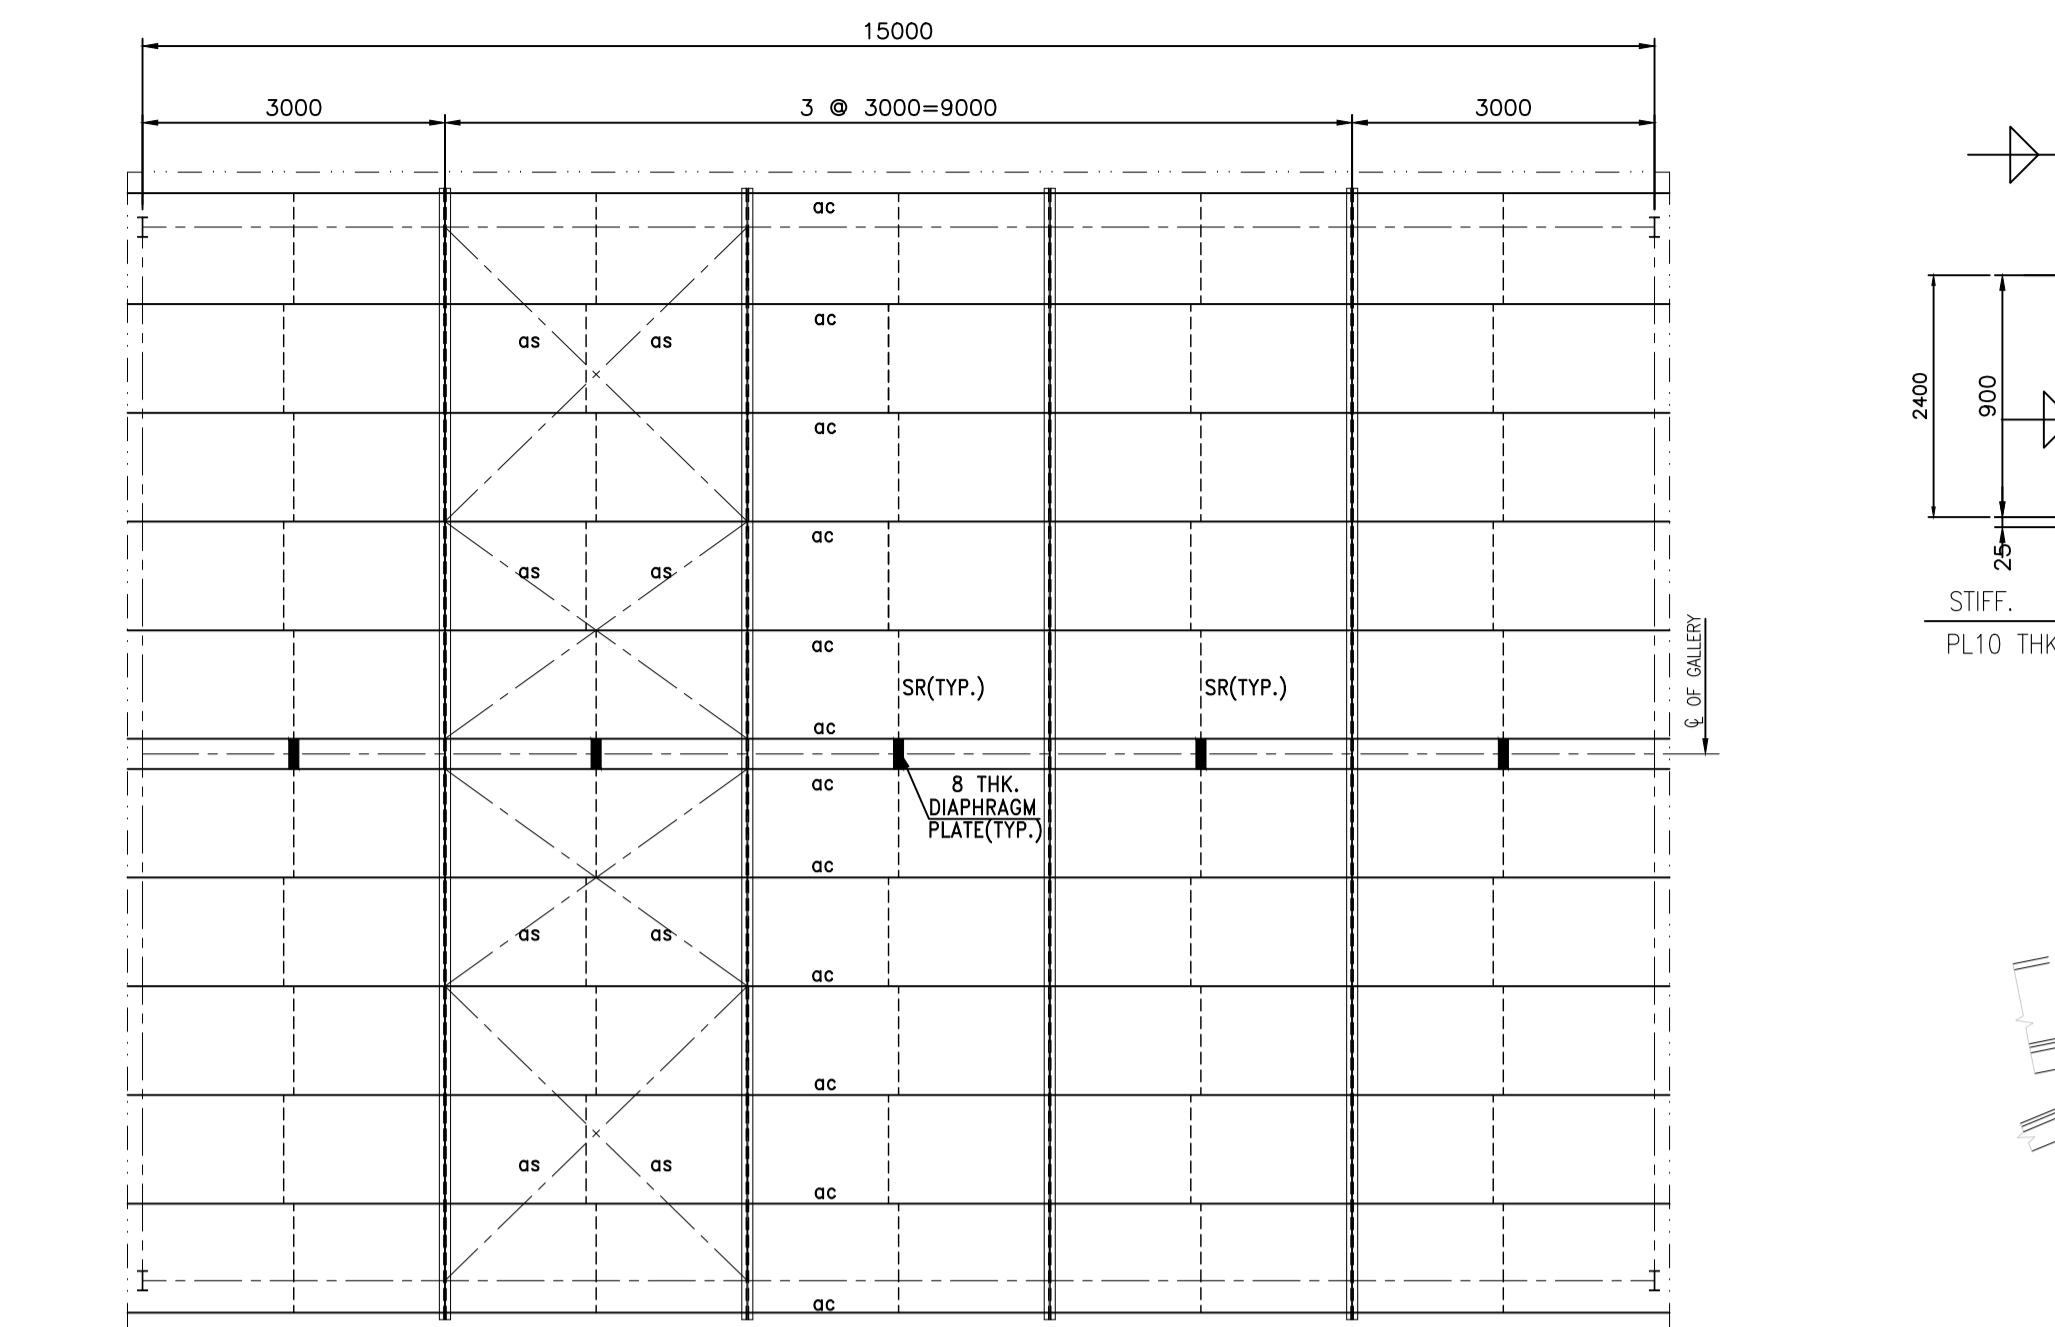 15000
3000
3 @ 3000=9000
3000
ac
ac
as
as
ac
ac
as
as
ac
SR(TYP.)
SR(TYP.)
ac
ac
8 THK.
DIAPHRAGM
PLATE(TYP.)
ac
as
as
ac
ac
as
as
ac
ac
℄ OF GALLERY
2400
900
25
STIFF.
PL10 THK